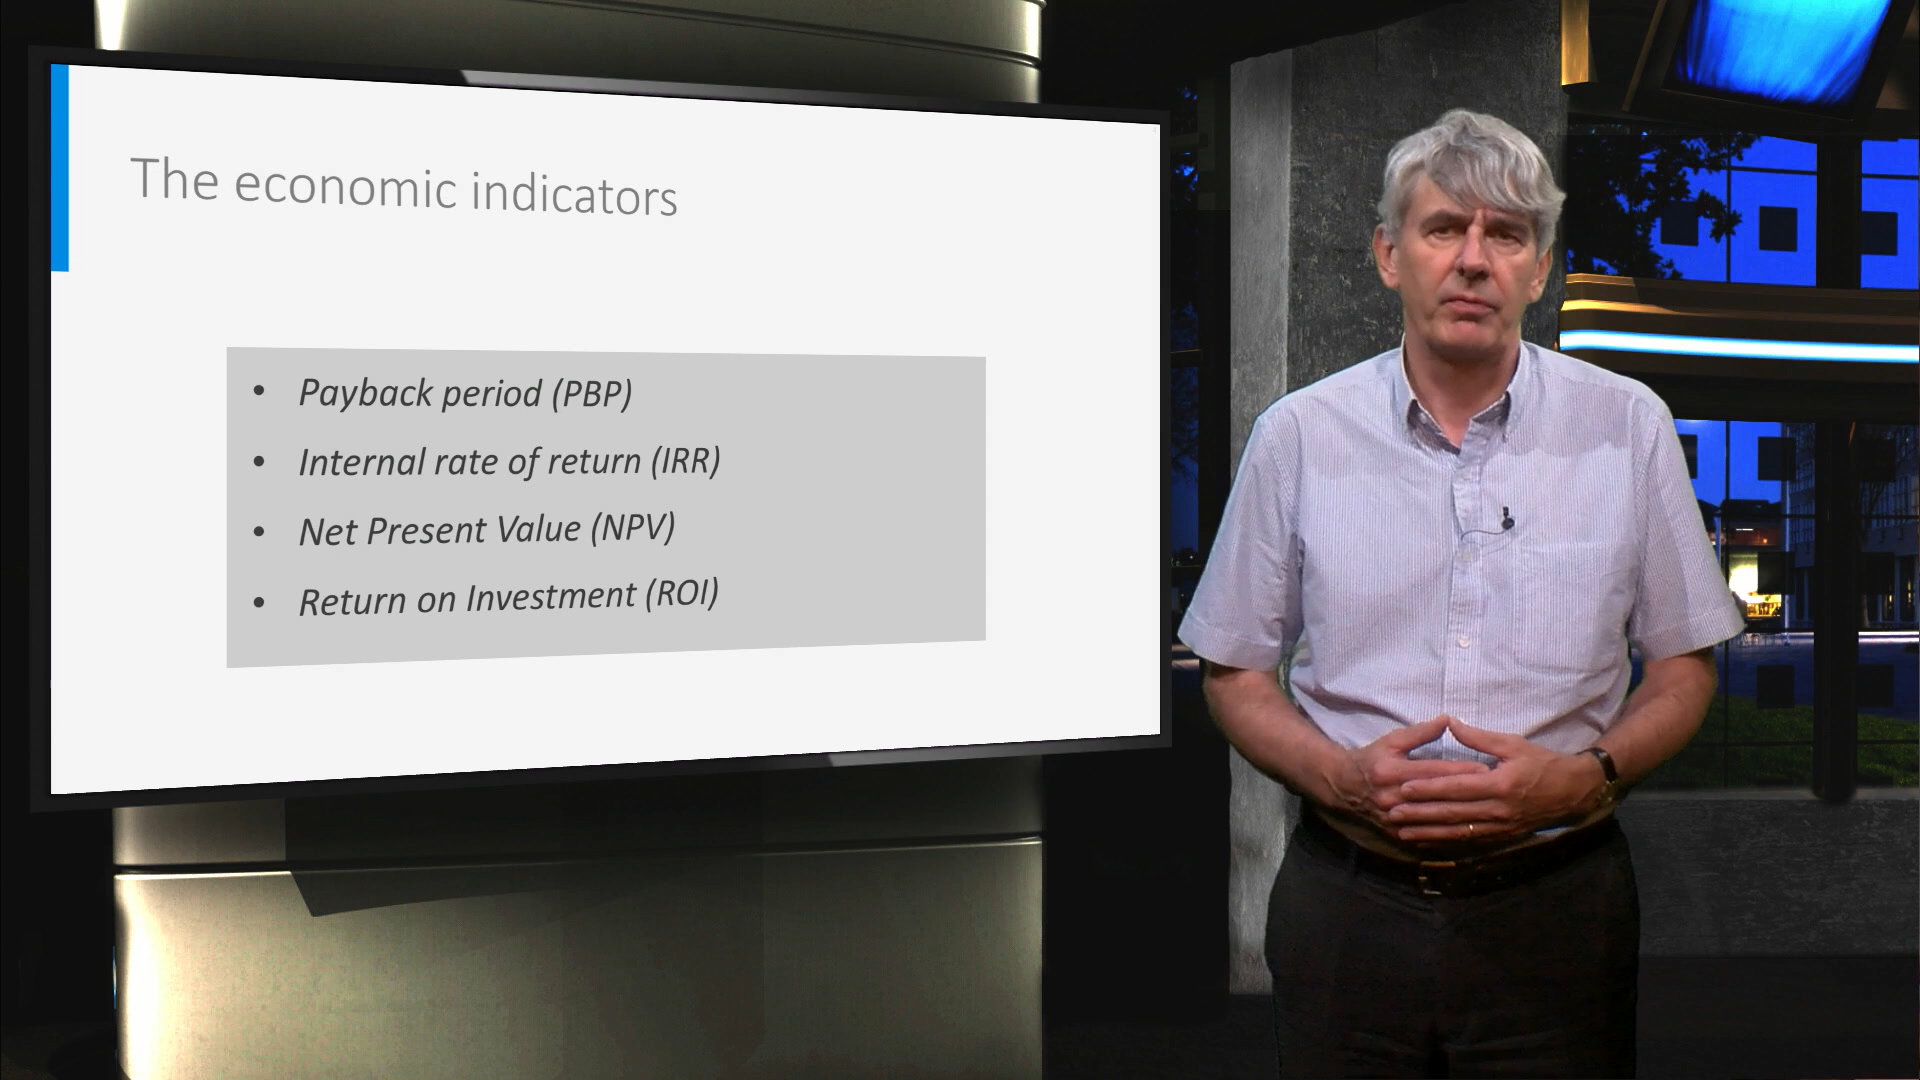 The economic indicators
• Payback period (PBP)
• Internal rate of return (IRR)
• Net Present Value (NPV)
• Return on Investment (ROI)